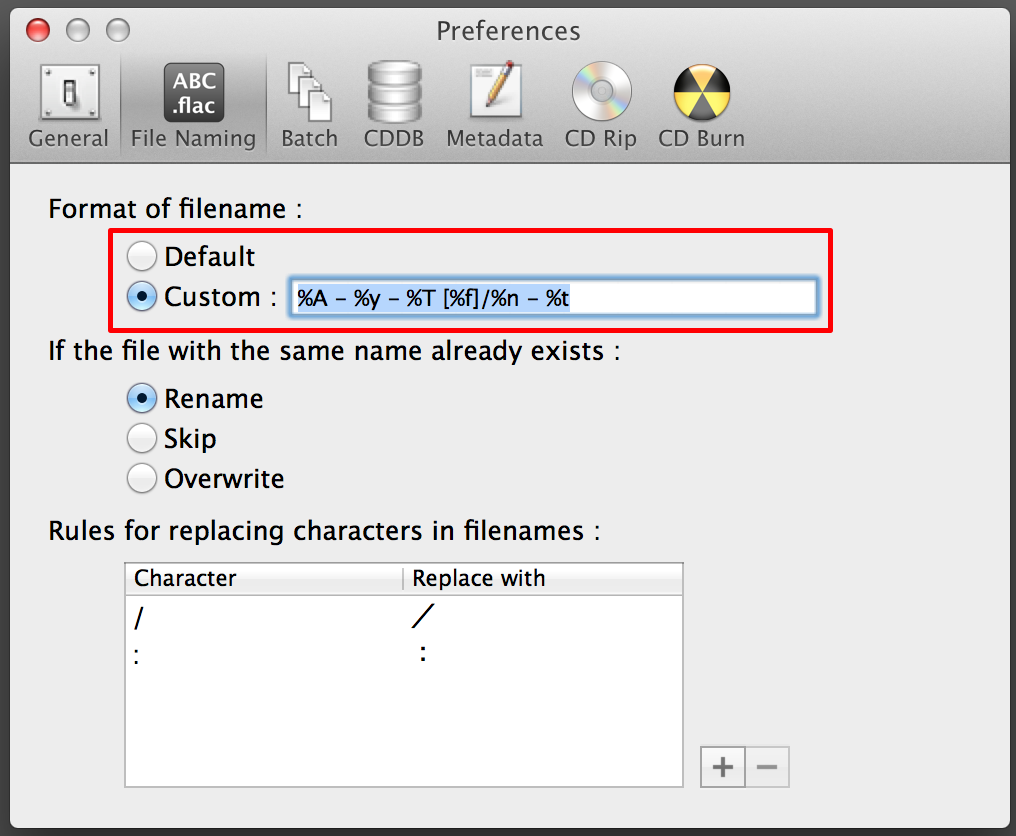 Preferences
ABC
.flac
General File Naming Batch CDDB Metadata CD Rip CD Burn
Format of filename :
Default
Custom : %A - %y - %T [%f]/%n - %t
If the file with the same name already exists :
Rename
Skip
Overwrite
Rules for replacing characters in filenames :
Character Replace with
/ ／
: ：